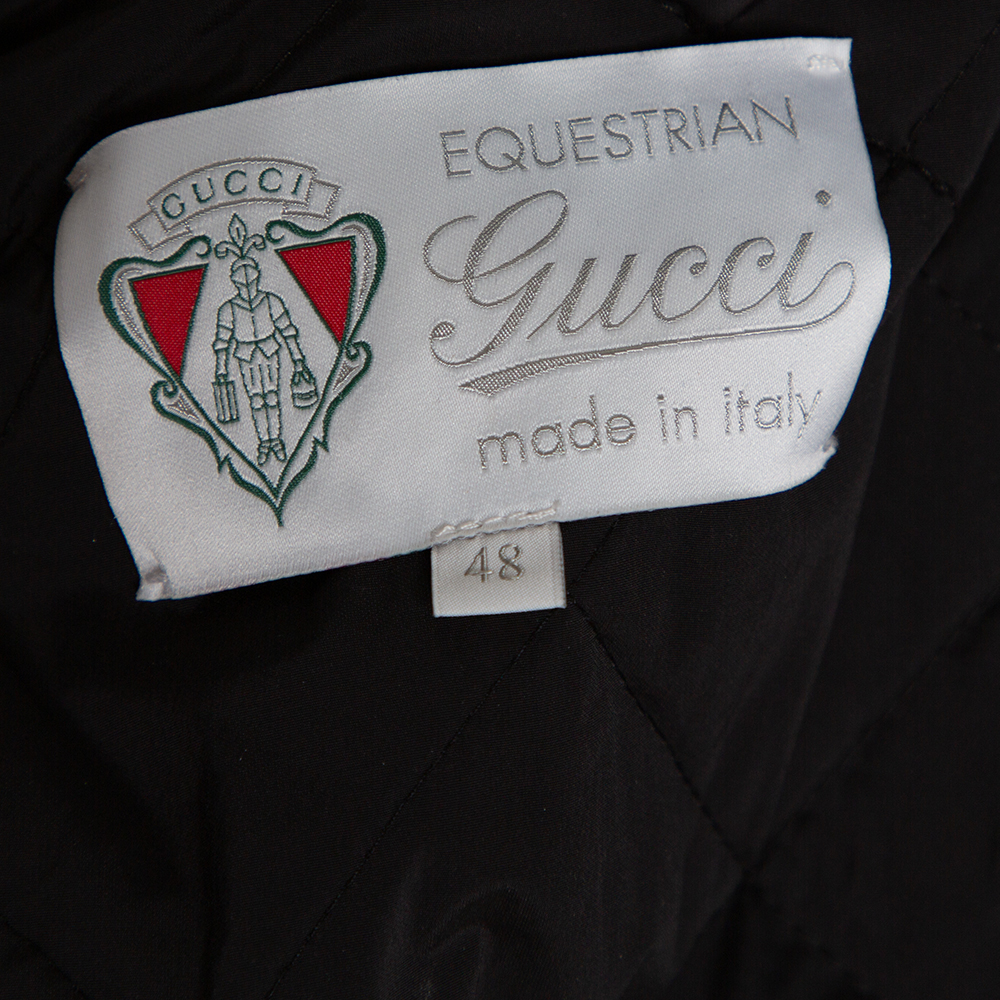 GUCCI
EQUESTRIAN
Gucci
made in italy
48